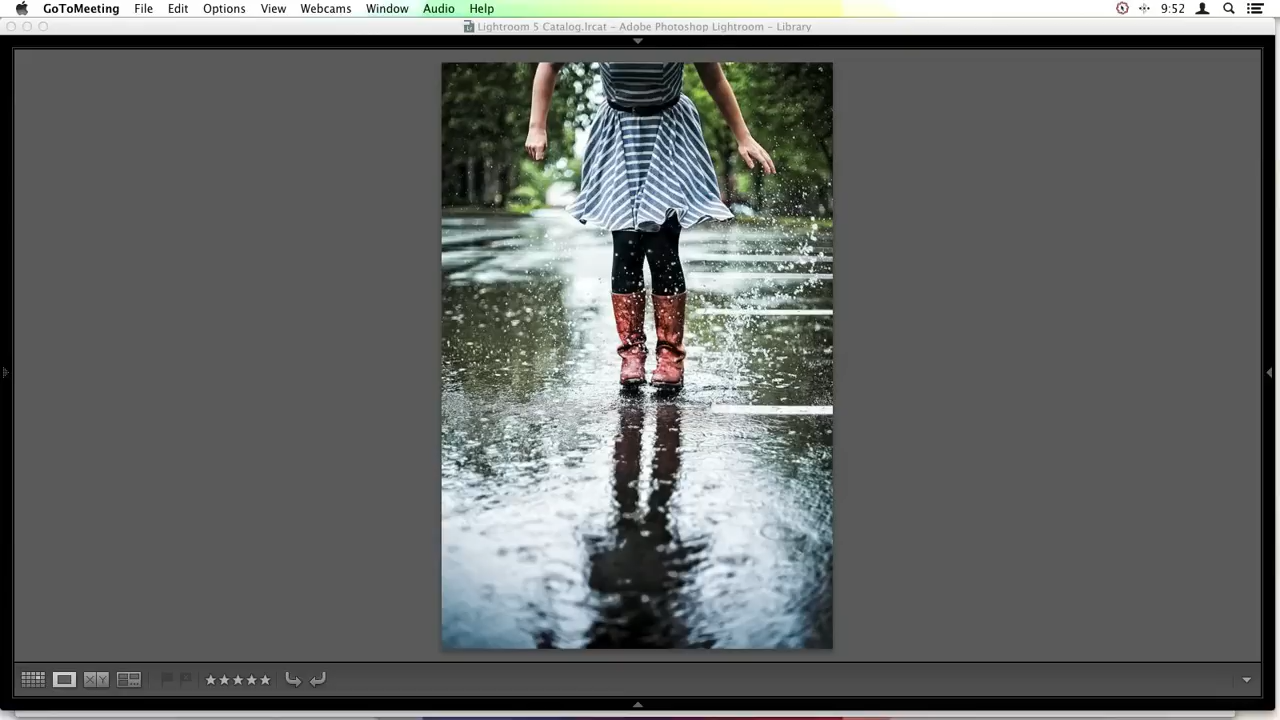 GoToMeeting File Edit Options View Webcams Window Audio Help 9:52
Lightroom 5 Catalog.lrcat - Adobe Photoshop Lightroom - Library
X Y